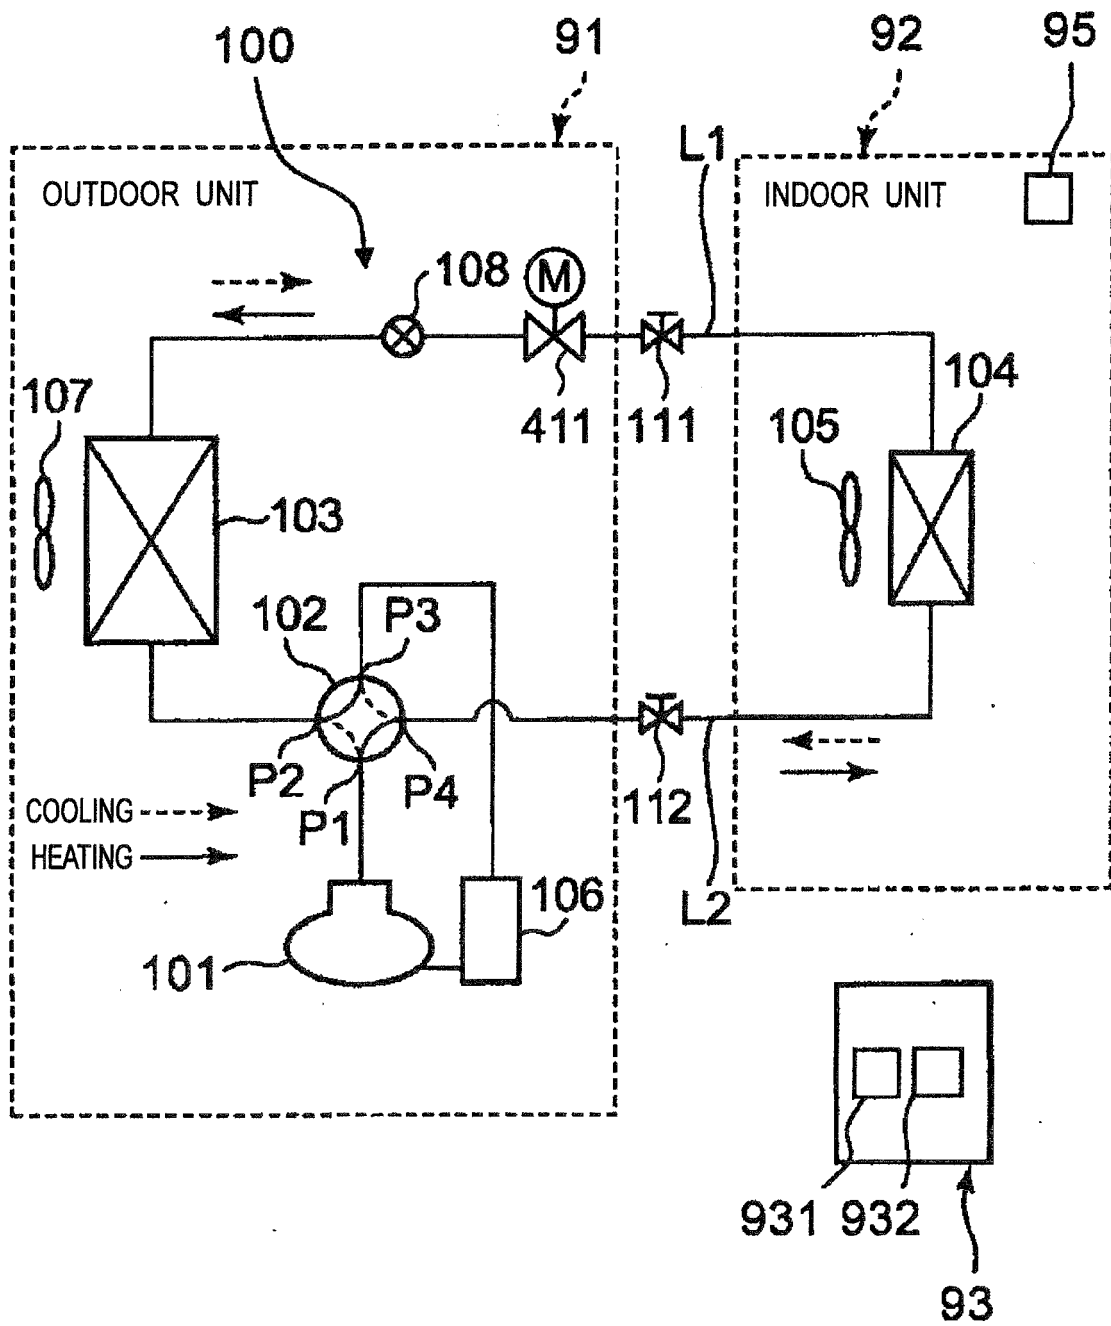 100
91
92
95
OUTDOOR UNIT
L1
INDOOR UNIT
108
M
107
411
111
104
105
103
102
P3
P2
P4
P1
112
COOLING
HEATING
L2
106
101
931
932
93